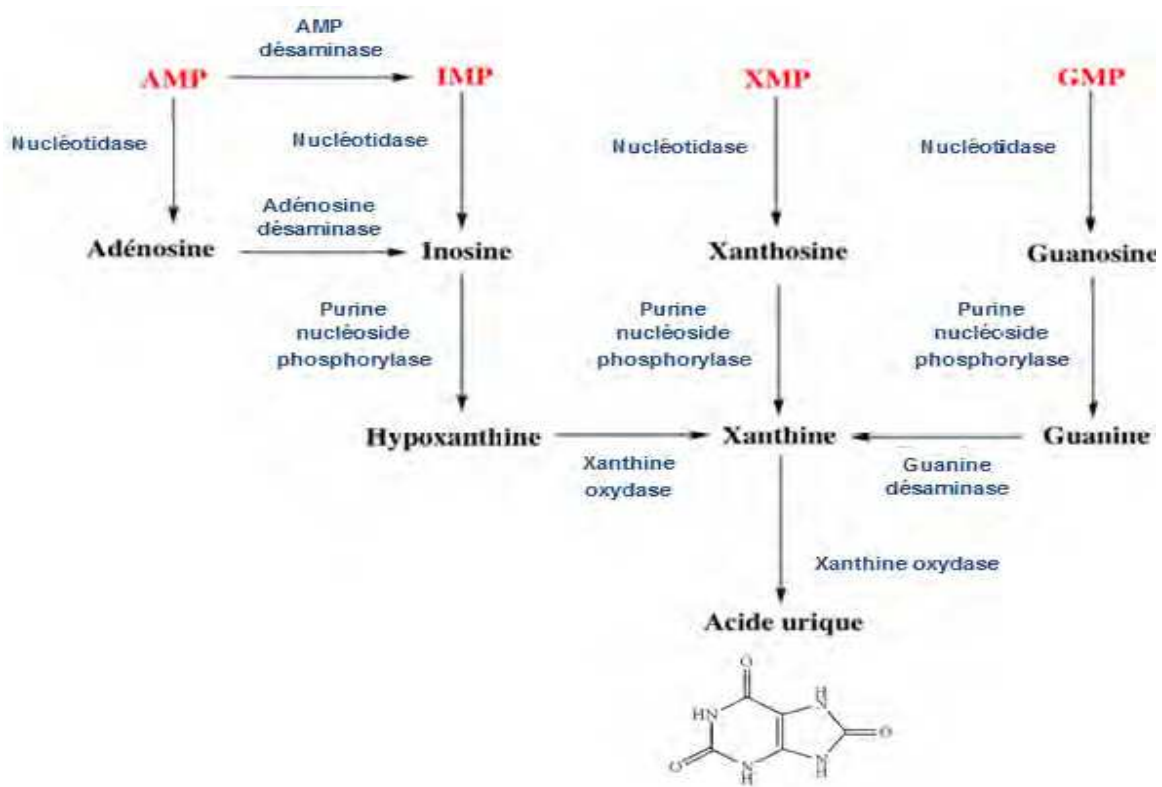 AMP
désaminase
AMP IMP XMP GMP
Nucléotidase Nucléotidase Nucléotidase Nucléotidase
Adénosine
désaminase
Adénosine Inosine Xanthosine Guanosine
Purine Purine Purine
nucléoside nucléoside nucléoside
phosphorylase phosphorylase phosphorylase
Hypoxanthine Xanthine Guanine
Xanthine Guanine
oxydase désaminase
Xanthine oxydase
Acide urique
O
H
HN N
O
O N N
H H